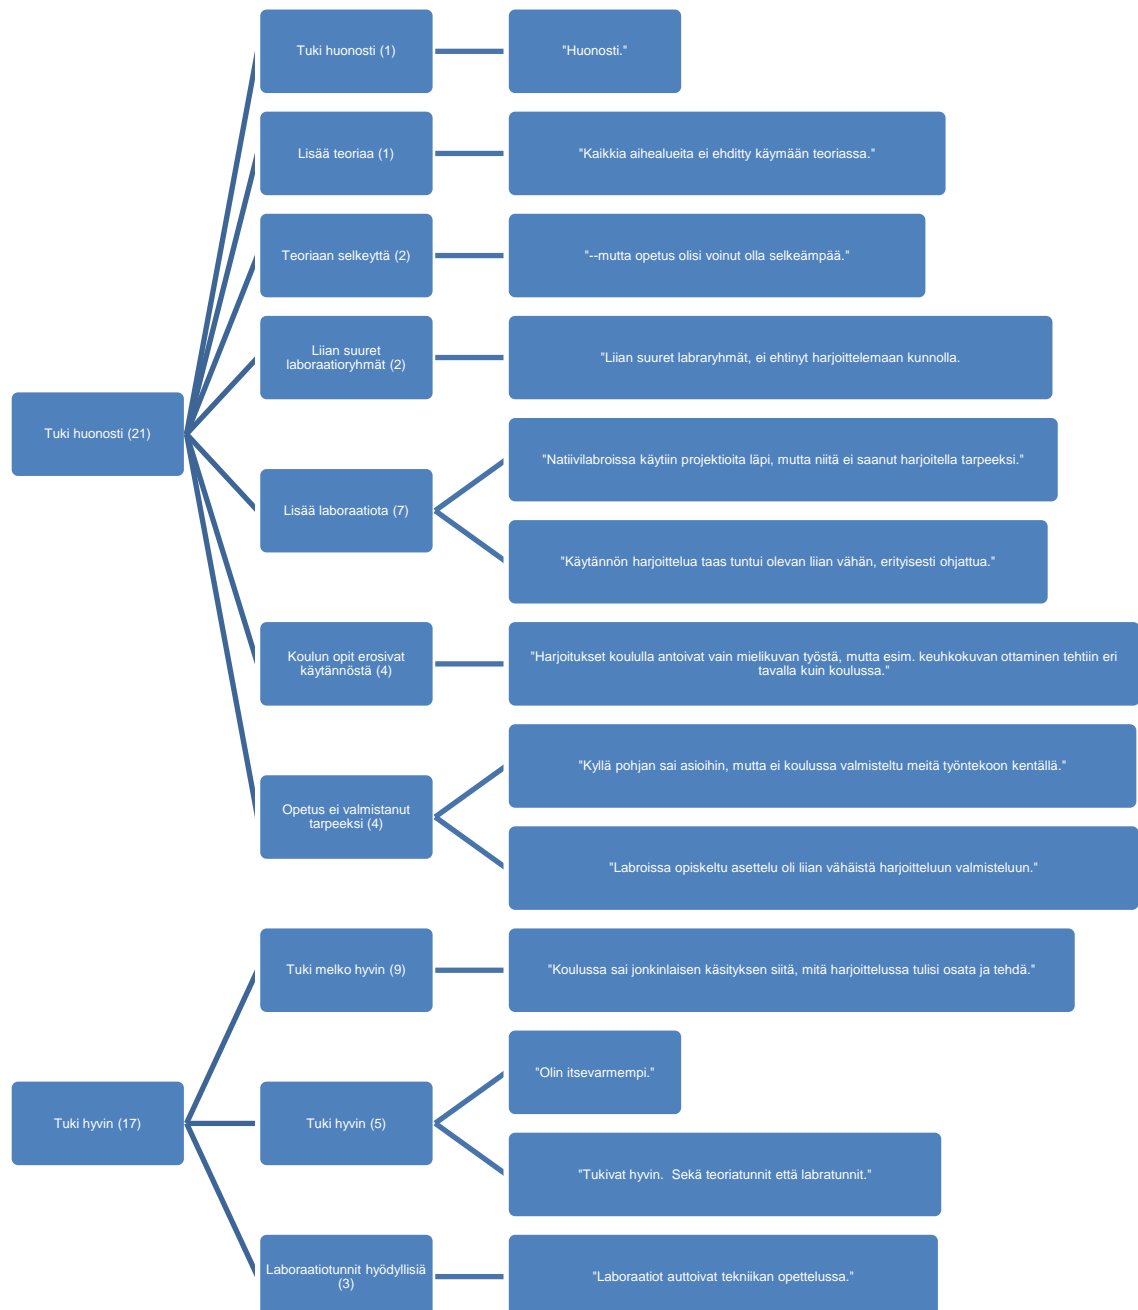 Tuki huonosti (21)
Tuki huonosti (1)
"Huonosti."
Lisää teoriaa (1)
"Kaikkia aihealueita ei ehditty käymään teoriassa."
Teoriaan selkeyttä (2)
"--mutta opetus olisi voinut olla selkeämpää."
Liian suuret
laboraatioryhmät (2)
"Liian suuret labraryhmät, ei ehtinyt harjoittelemaan kunnolla.
Lisää laboraatiota (7)
"Natiivilabroissa käytiin projektioita läpi, mutta niitä ei saanut harjoitella tarpeeksi."
"Käytännön harjoittelua taas tuntui olevan liian vähän, erityisesti ohjattua."
Koulun opit erosivat
käytännöstä (4)
"Harjoitukset koululla antoivat vain mielikuvan työstä, mutta esim. keuhkokuvan ottaminen tehtiin eri
tavalla kuin koulussa."
Opetus ei valmistanut
tarpeeksi (4)
"Kyllä pohjan sai asioihin, mutta ei koulussa valmisteltu meitä työntekoon kentällä."
"Labroissa opiskeltu asettelu oli liian vähäistä harjoitteluun valmisteluun."
Tuki hyvin (17)
Tuki melko hyvin (9)
"Koulussa sai jonkinlaisen käsityksen siitä, mitä harjoittelussa tulisi osata ja tehdä."
Tuki hyvin (5)
"Olin itsevarmempi."
"Tukivat hyvin.  Sekä teoriatunnit että labratunnit."
Laboraatiotunnit hyödyllisiä
(3)
"Laboraatiot auttoivat tekniikan opettelussa."